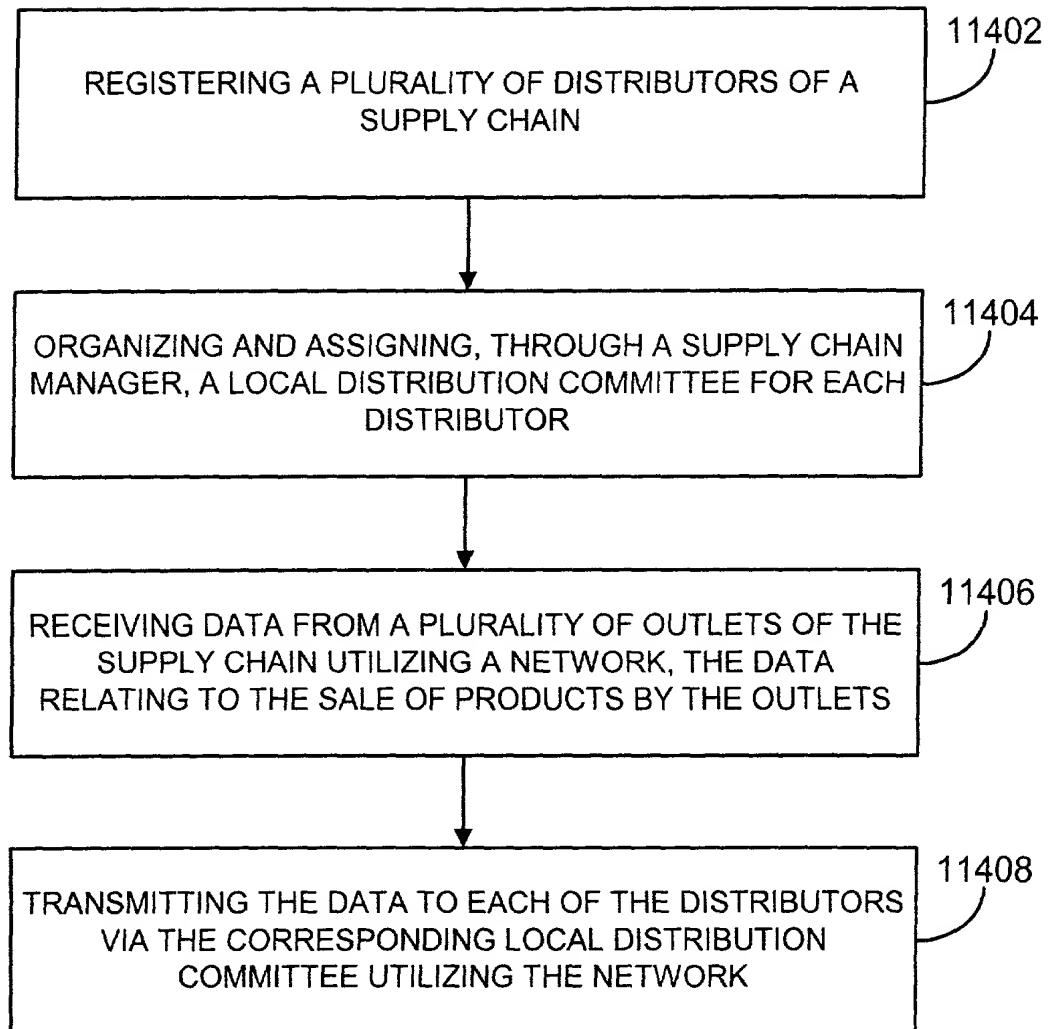 11402
REGISTERING A PLURALITY OF DISTRIBUTORS OF A
SUPPLY CHAIN
11404
ORGANIZING AND ASSIGNING, THROUGH A SUPPLY CHAIN
MANAGER, A LOCAL DISTRIBUTION COMMITTEE FOR EACH
DISTRIBUTOR
11406
RECEIVING DATA FROM A PLURALITY OF OUTLETS OF THE
SUPPLY CHAIN UTILIZING A NETWORK, THE DATA
RELATING TO THE SALE OF PRODUCTS BY THE OUTLETS
11408
TRANSMITTING THE DATA TO EACH OF THE DISTRIBUTORS
VIA THE CORRESPONDING LOCAL DISTRIBUTION
COMMITTEE UTILIZING THE NETWORK